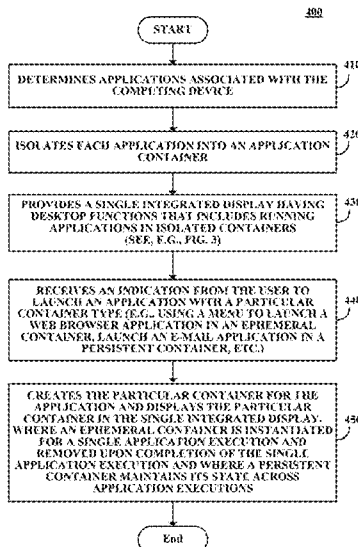 400
START
410
DETERMINES APPLICATIONS ASSOCIATED WITH THE
COMPUTING DEVICE
420
ISOLATES EACH APPLICATION INTO AN APPLICATION
CONTAINER
430
PROVIDES A SINGLE INTEGRATED DISPLAY HAVING
DESKTOP FUNCTIONS THAT INCLUDES RUNNING
APPLICATIONS IN ISOLATED CONTAINERS
(SEE, E.G., FIG. 3)
440
RECEIVES AN INDICATION FROM THE USER TO
LAUNCH AN APPLICATION WITH A PARTICULAR
CONTAINER TYPE (E.G., USING A MENU TO LAUNCH A
WEB BROWSER APPLICATION IN AN EPHEMERAL
CONTAINER, LAUNCH AN E-MAIL APPLICATION IN A
PERSISTENT CONTAINER, ETC.)
450
CREATES THE PARTICULAR CONTAINER FOR THE
APPLICATION AND DISPLAYS THE PARTICULAR
CONTAINER IN THE SINGLE INTEGRATED DISPLAY,
WHERE AN EPHEMERAL CONTAINER IS INSTANTIATED
FOR A SINGLE APPLICATION EXECUTION AND
REMOVED UPON COMPLETION OF THE SINGLE
APPLICATION EXECUTION AND WHERE A PERSISTENT
CONTAINER MAINTAINS ITS STATE ACROSS
APPLICATION EXECUTIONS
End